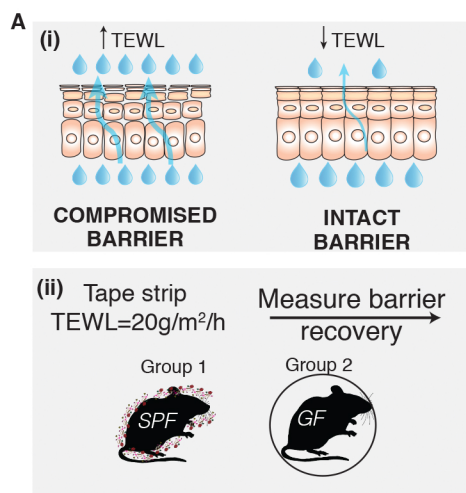 A
(i)
↑ TEWL
↓ TEWL
COMPROMISED
BARRIER
INTACT
BARRIER
(ii)
Tape strip
TEWL=20g/m²/h
Measure barrier
recovery
Group 1
Group 2
SPF
GF